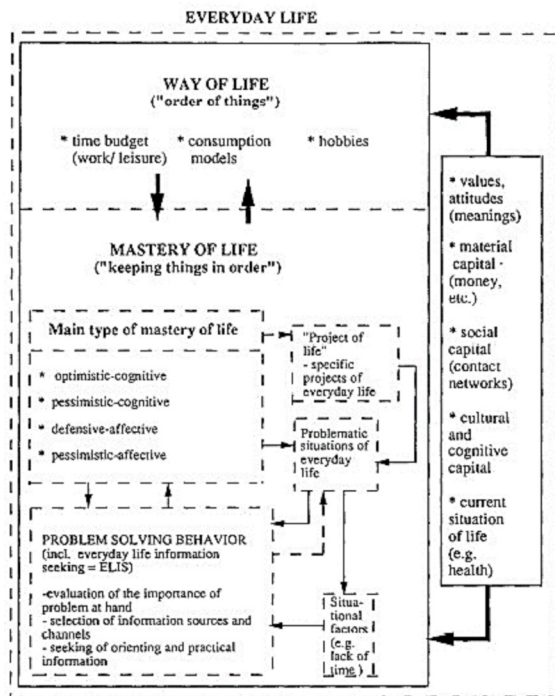 EVERYDAY LIFE
WAY OF LIFE
("order of things")
* time budget
(work/ leisure)
* consumption
models
* hobbies
MASTERY OF LIFE
("keeping things in order")
Main type of mastery of life
* optimistic-cognitive
* pessimistic-cognitive
* defensive-affective
* pessimistic-affective
"Project of
life"
- specific
projects of
everyday life
Problematic
situations of
everyday
life
PROBLEM SOLVING BEHAVIOR
(incl. everyday life information
seeking = ELIS)
-evaluation of the importance of
problem at hand
- selection of information sources and
channels
- seeking of orienting and practical
information
Situa-
tional
factors
(e.g.
lack of
time )
* values,
attitudes
(meanings)
* material
capital -
(money,
etc.)
* social
capital
(contact
networks)
* cultural
and
cognitive
capital
* current
situation
of life
(e.g.
health)